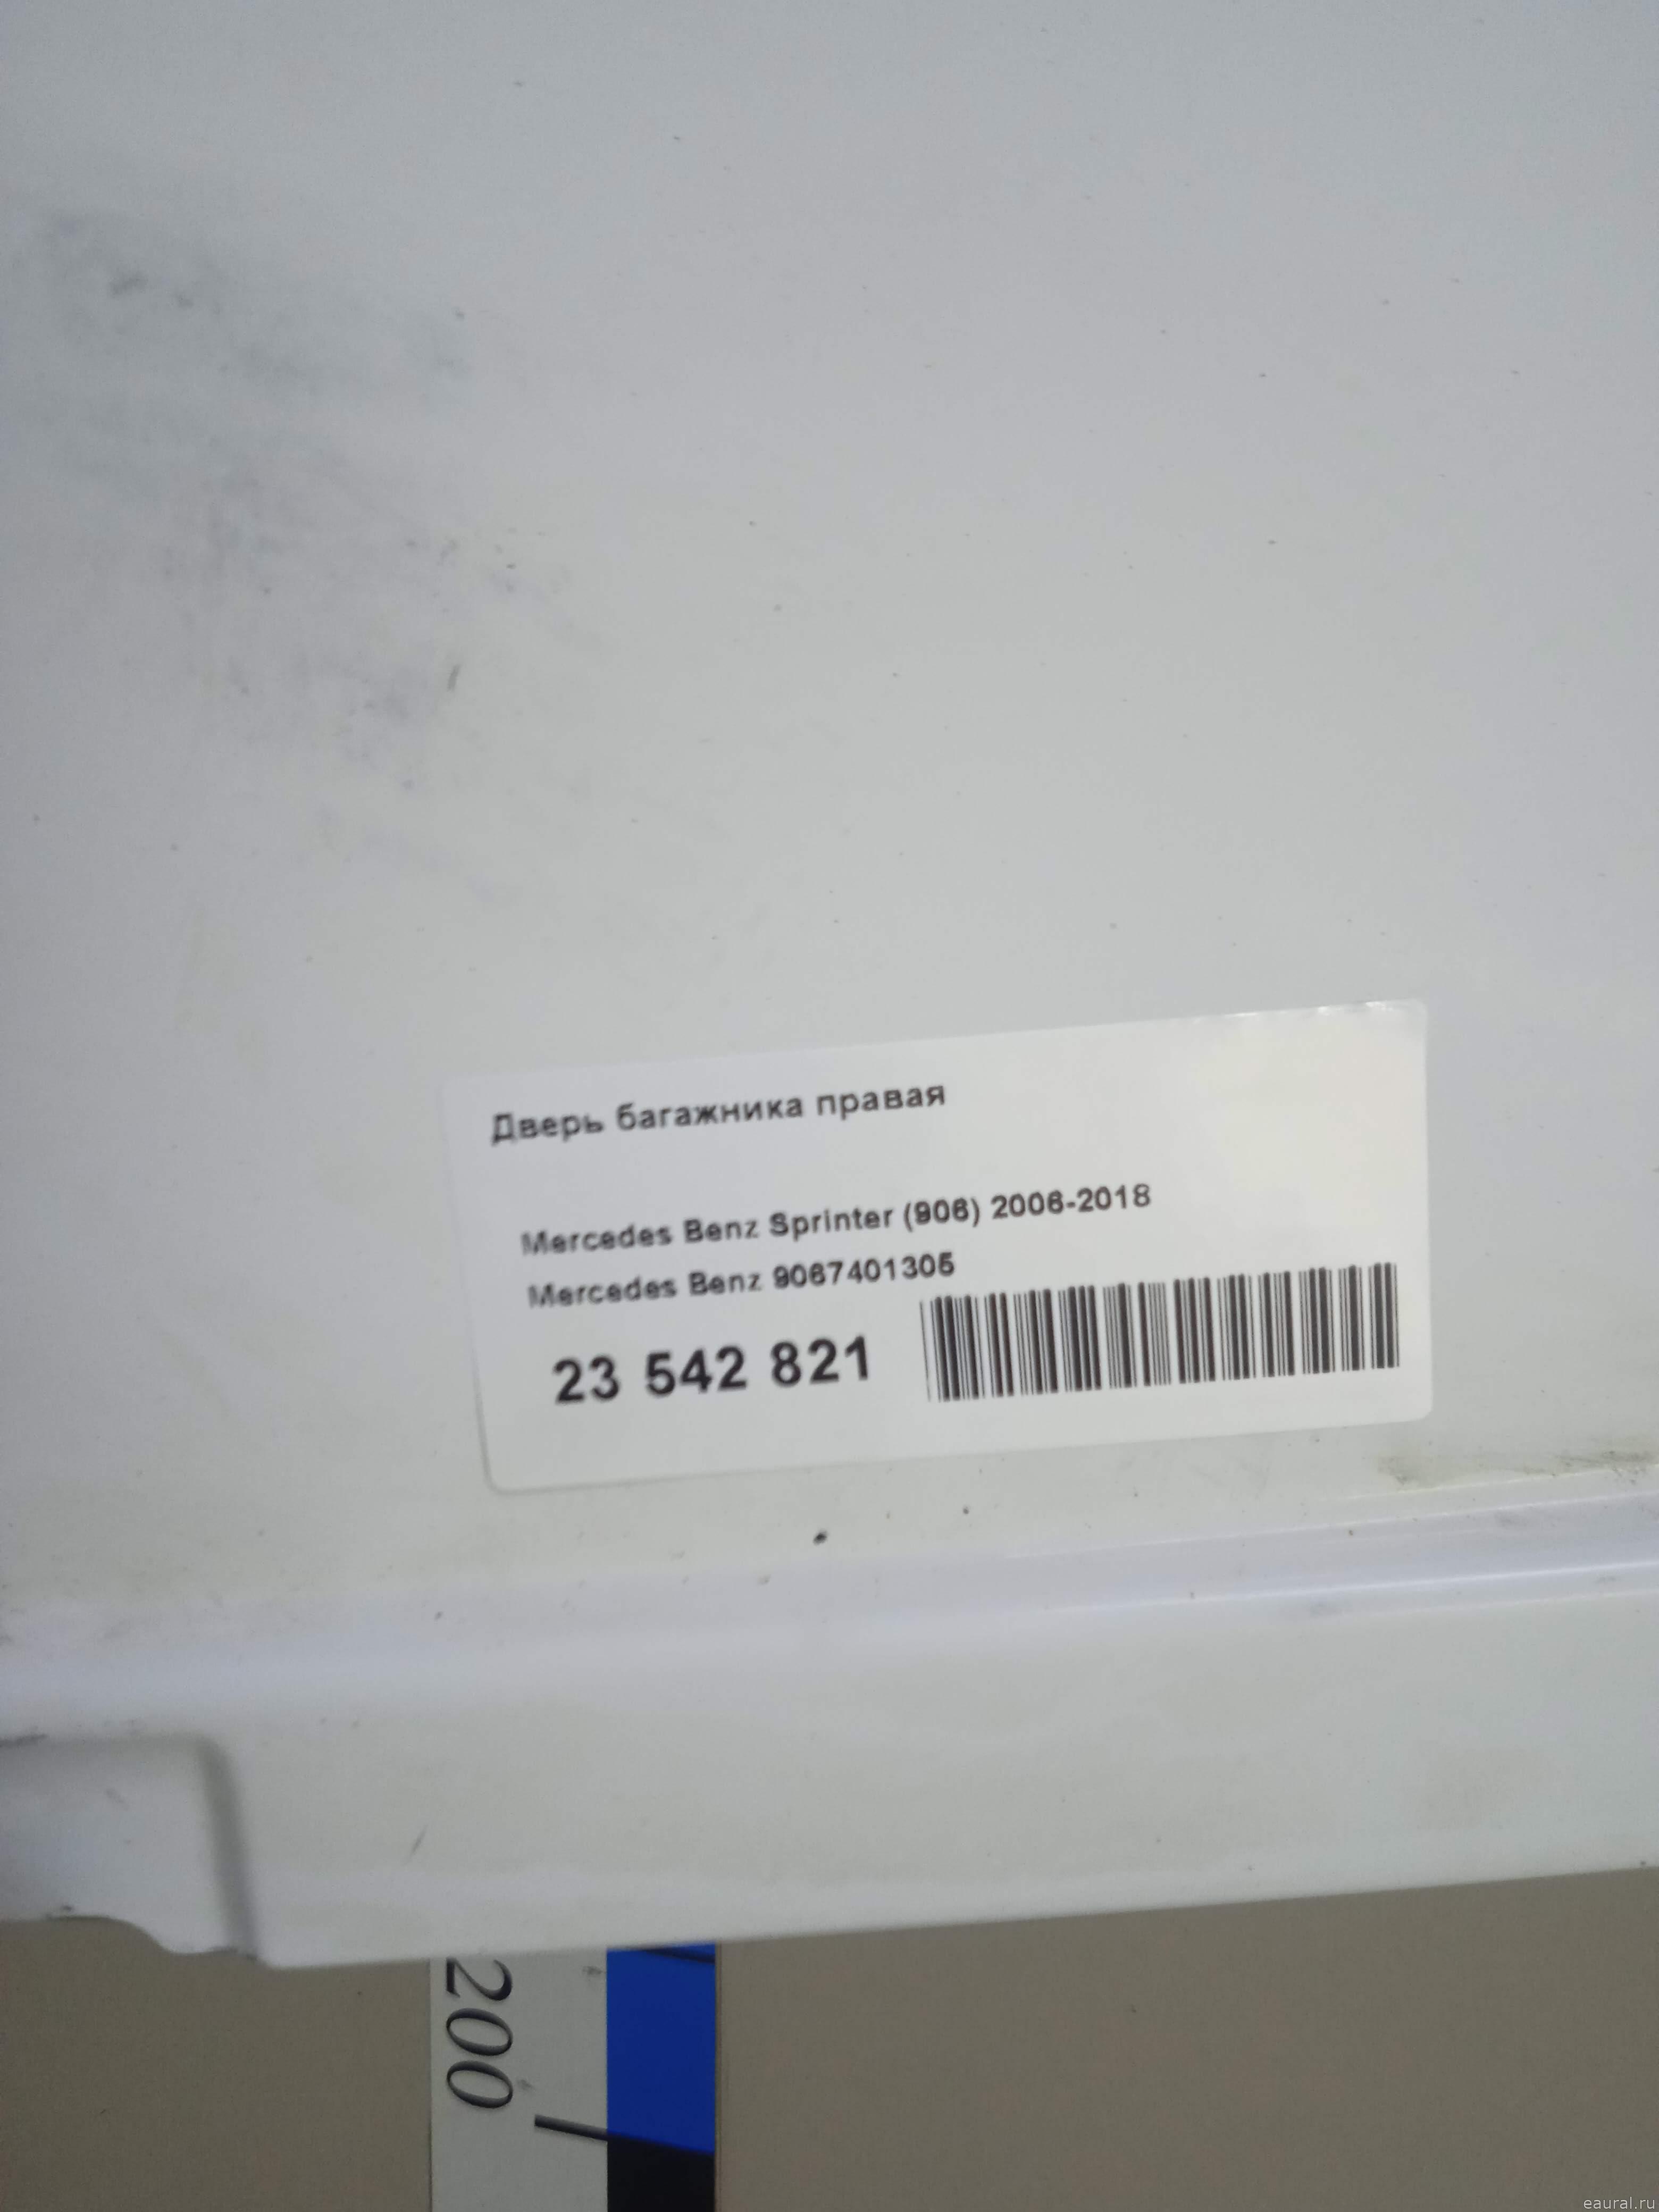 Дверь багажника правая
Mercedes Benz Sprinter (906) 2006-2018
Mercedes Benz 9067401305
23 542 821
200
eaural.ru